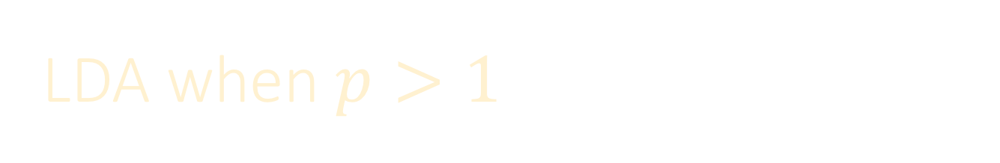 LDA when 𝑝 > 1